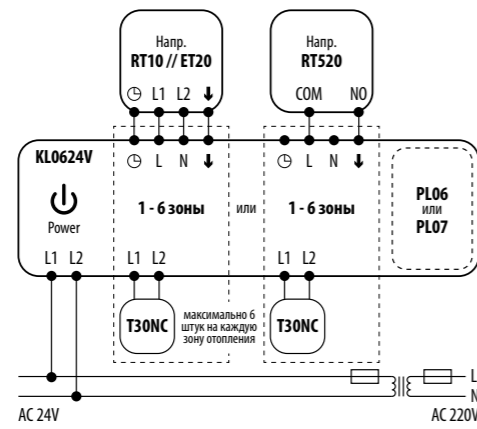 Напр.
RT10 // ET20
L1 L2
Напр.
RT520
COM NO
KL0624V
L N
L N
Power
1 - 6 зоны
или
1 - 6 зоны
PL06
или
PL07
L1 L2
L1 L2
L1 L2
T30NC
максимально 6
штук на каждую
зону отопления
T30NC
L
N
AC 24V
AC 220V